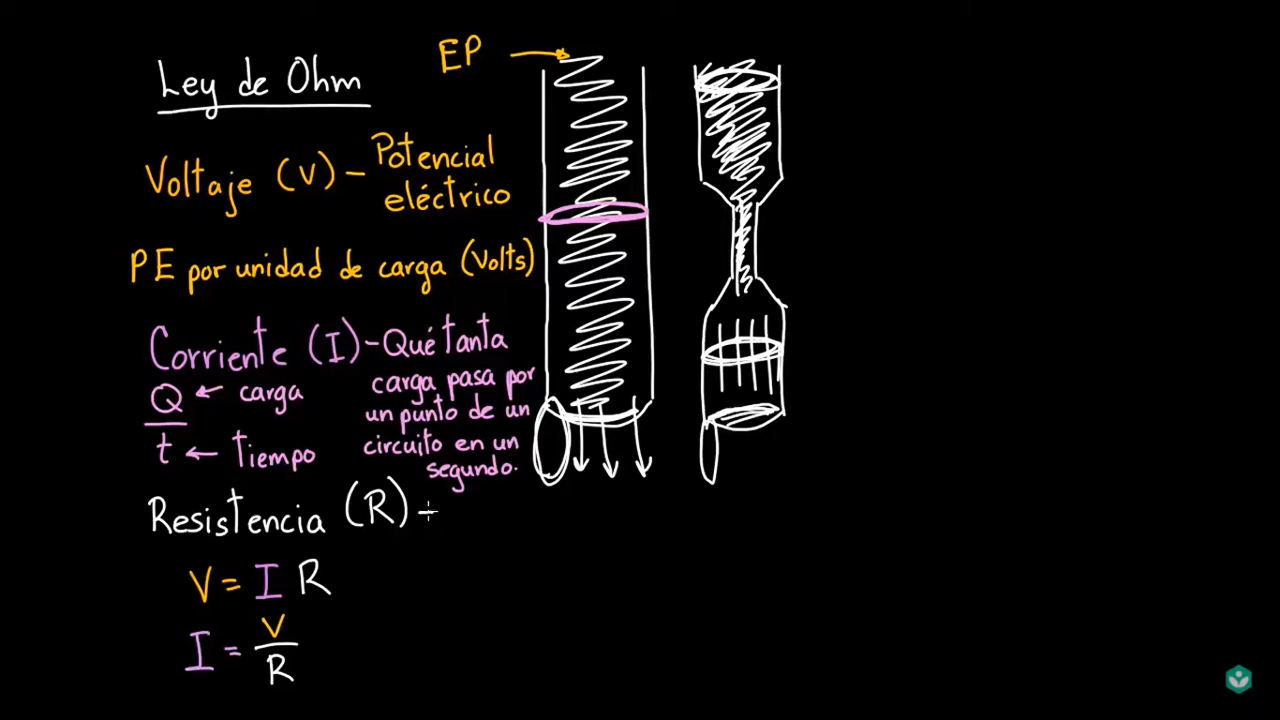 Ley de Ohm
EP
Voltaje (V) – Potencial
eléctrico
PE por unidad de carga (Volts)
Corriente (I) – Qué tanta
carga pasa por
un punto de un
circuito en un
segundo.
Q ← carga
t ← Tiempo
Resistencia (R) -
V = I R
I = V
R